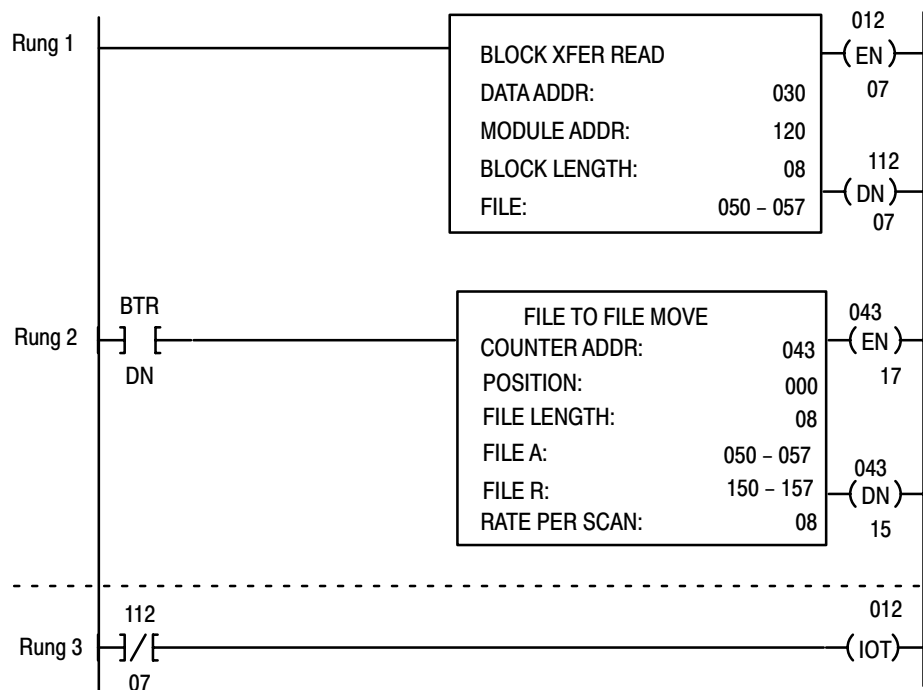 012
Rung 1
BLOCK XFER READ
EN
DATA ADDR: 030
07
MODULE ADDR: 120
BLOCK LENGTH: 08
112
DN
FILE: 050 – 057
07
BTR
FILE TO FILE MOVE
043
Rung 2
COUNTER ADDR: 043
EN
DN
POSITION: 000
17
FILE LENGTH: 08
FILE A: 050 – 057
043
FILE R: 150 – 157
DN
RATE PER SCAN: 08
15
112
012
Rung 3
IOT
07